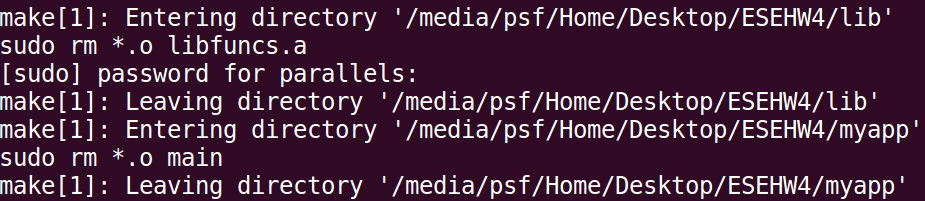 make[1]: Entering directory '/media/psf/Home/Desktop/ESEHW4/lib'
sudo rm *.o libfuncs.a
[sudo] password for parallels:
make[1]: Leaving directory '/media/psf/Home/Desktop/ESEHW4/lib'
make[1]: Entering directory '/media/psf/Home/Desktop/ESEHW4/myapp'
sudo rm *.o main
make[1]: Leaving directory '/media/psf/Home/Desktop/ESEHW4/myapp'